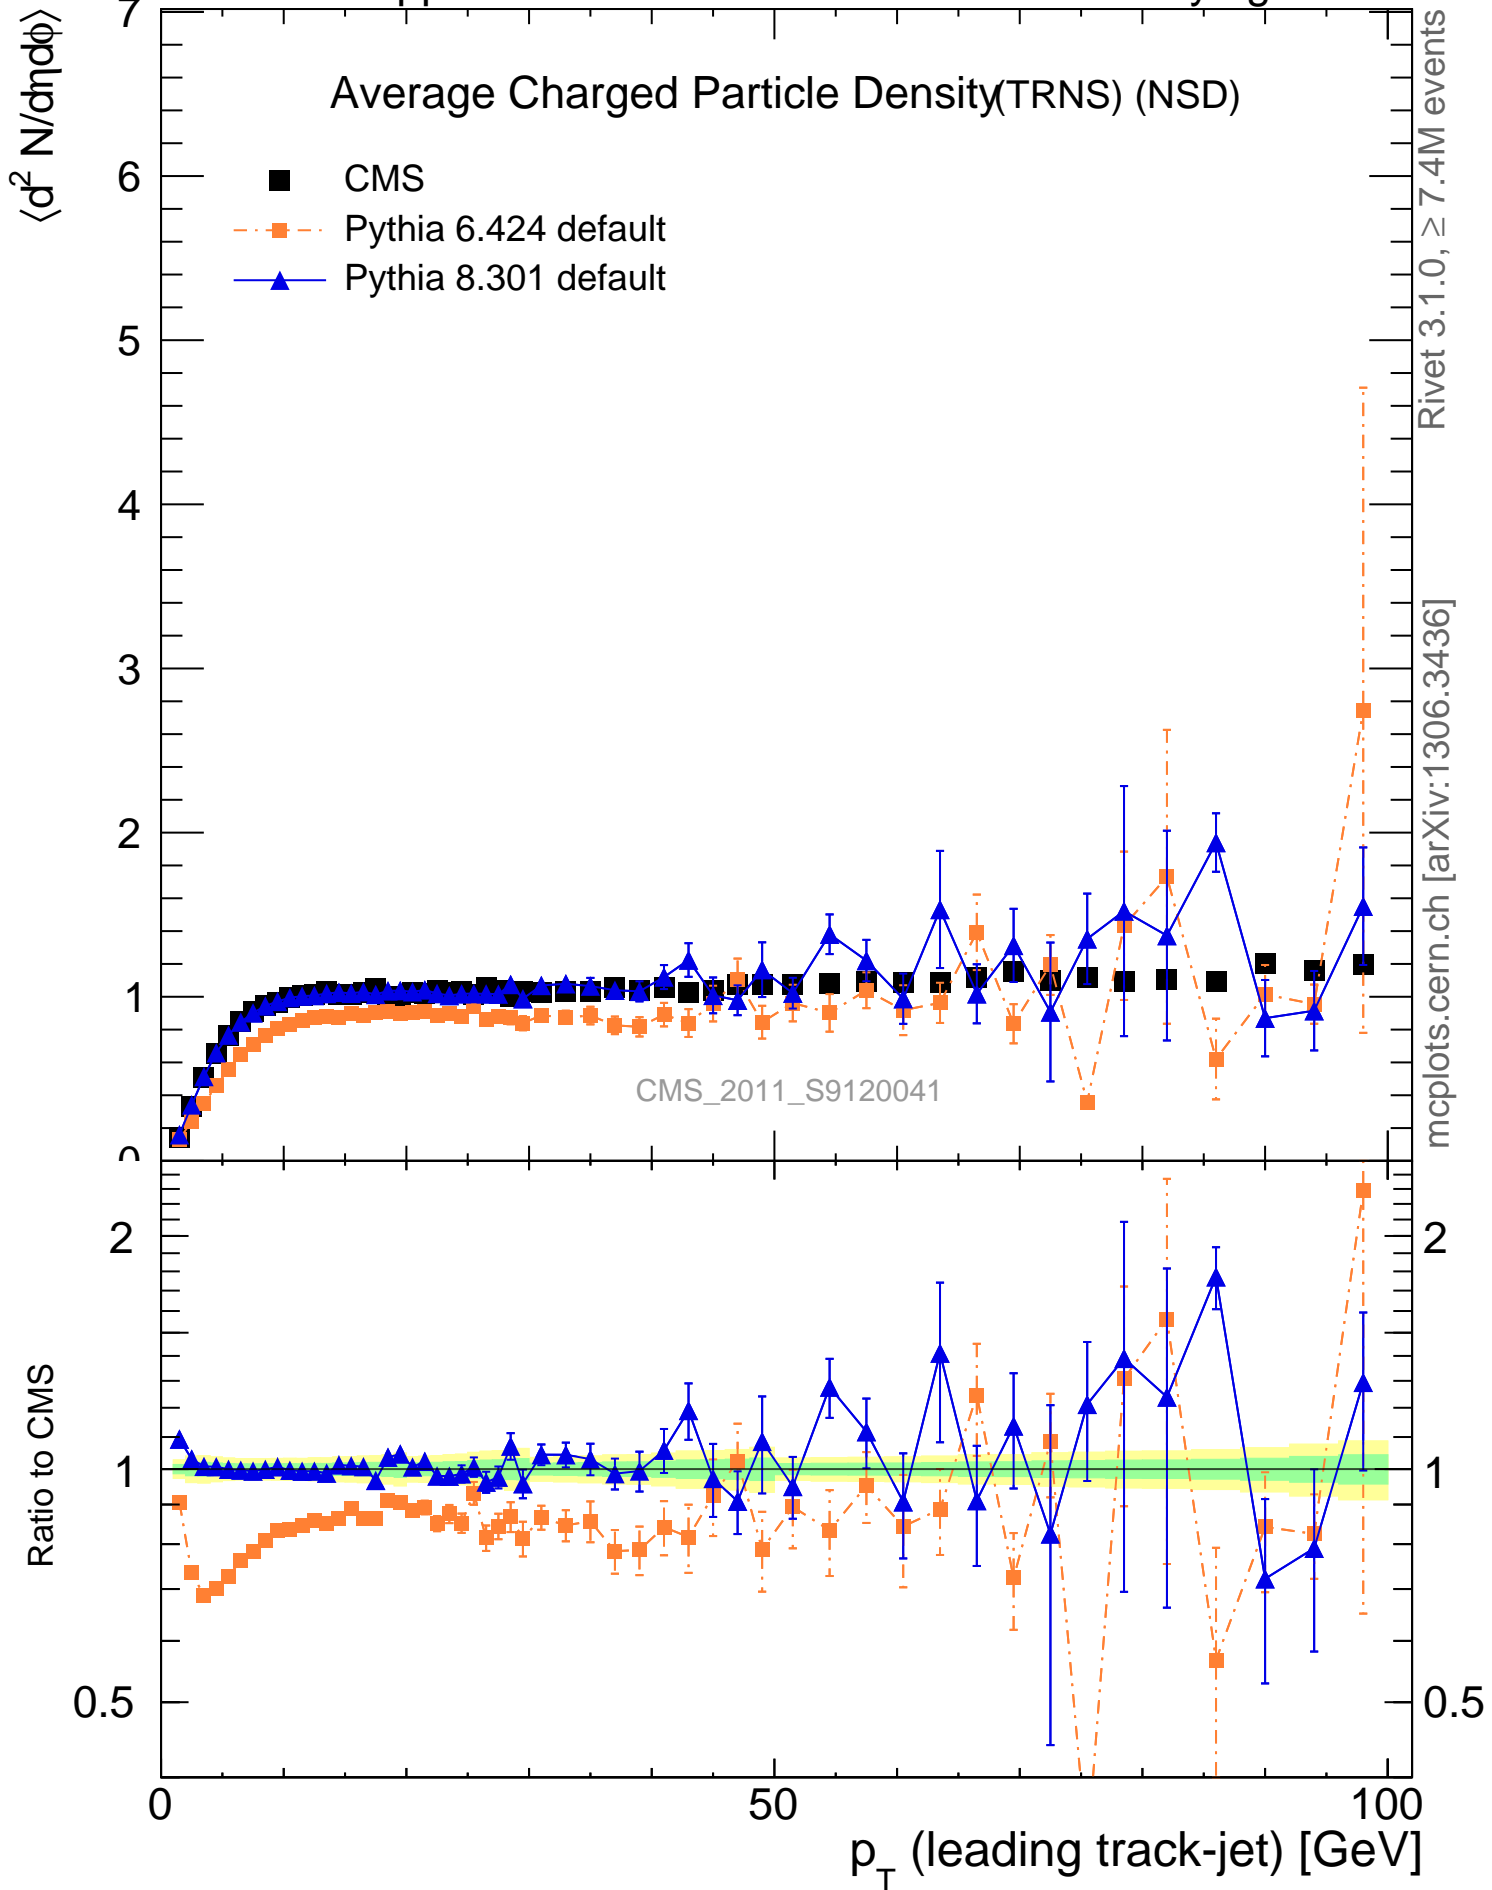 7
⟨d² N/dηdϕ⟩
Average Charged Particle Density (TRNS) (NSD)
CMS
Pythia 6.424 default
Pythia 8.301 default
6
5
4
3
2
1
0
CMS_2011_S9120041
Rivet 3.1.0, ≥ 7.4M events
mcplots.cern.ch [arXiv:1306.3436]
Ratio to CMS
2
1
0.5
2
1
0.5
0
50
100
p_T (leading track-jet) [GeV]